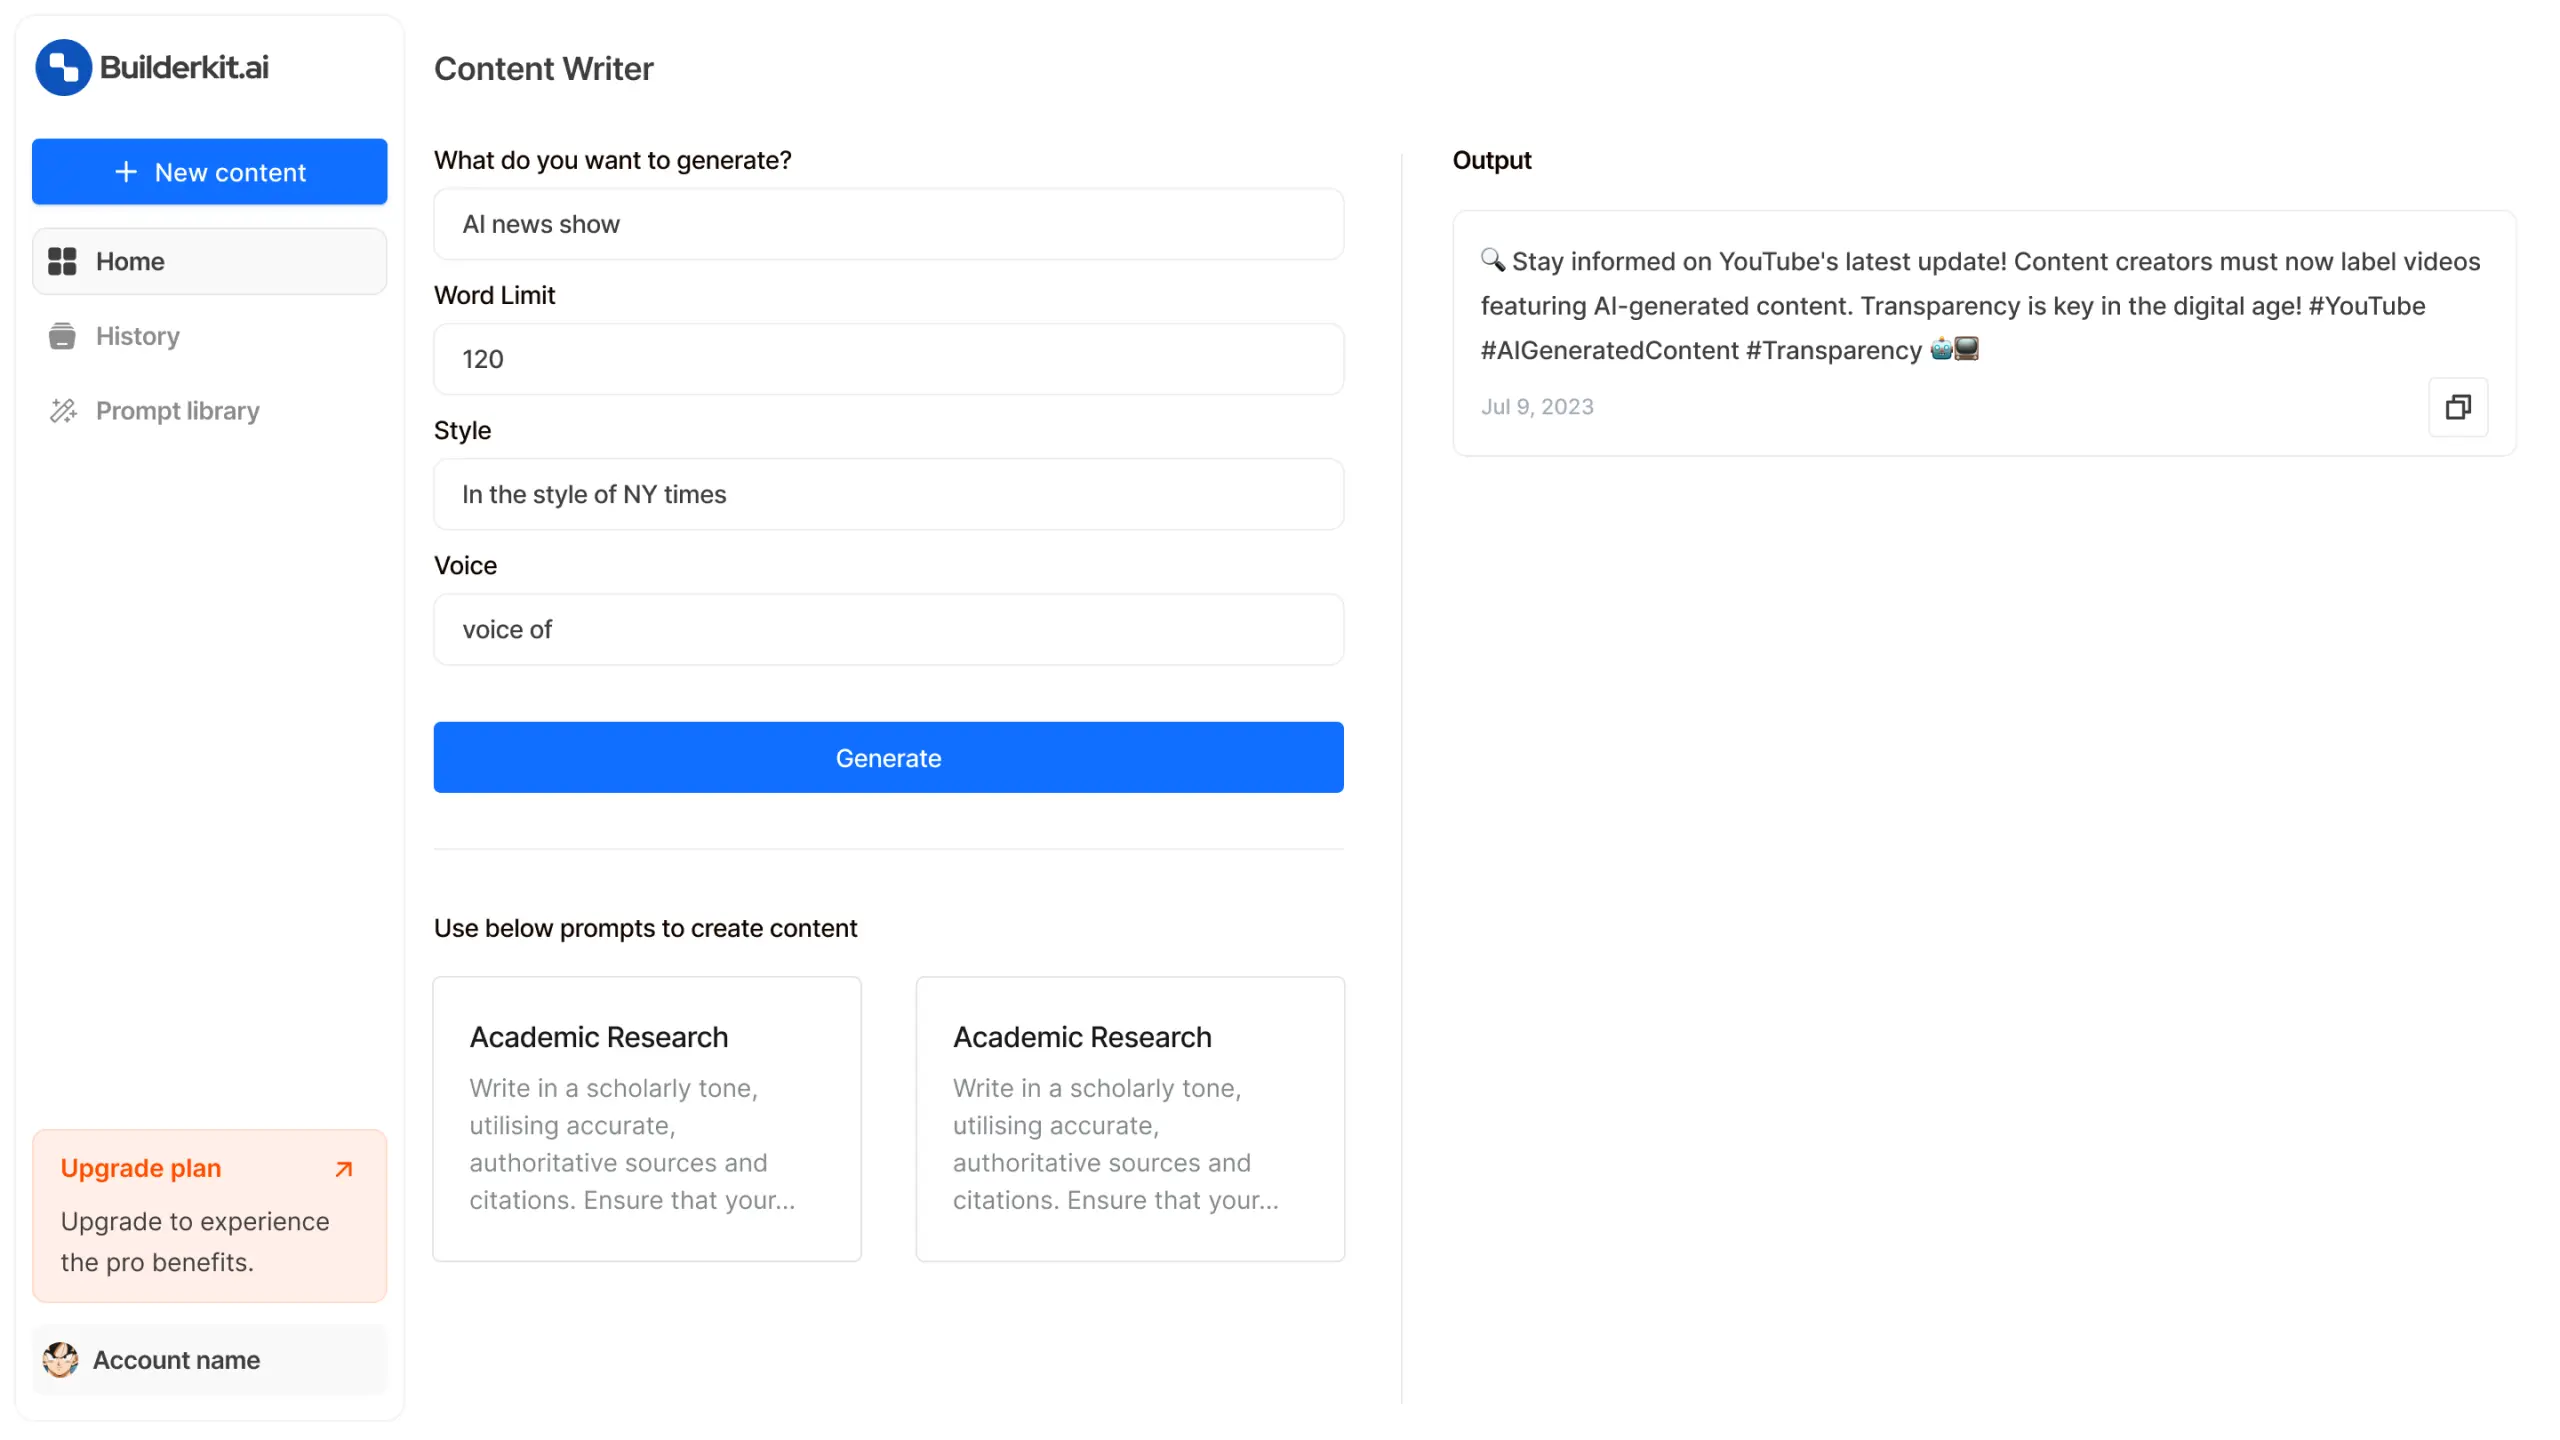 Builderkit.ai
New content
Home
History
Prompt library
Upgrade plan
Upgrade to experience
the pro benefits.
Account name
Content Writer
What do you want to generate?
AI news show
Word Limit
120
Style
In the style of NY times
Voice
voice of
Generate
Use below prompts to create content
Academic Research
Write in a scholarly tone,
utilising accurate,
authoritative sources and
citations. Ensure that your...
Academic Research
Write in a scholarly tone,
utilising accurate,
authoritative sources and
citations. Ensure that your...
Output
🔍 Stay informed on YouTube's latest update! Content creators must now label videos
featuring AI-generated content. Transparency is key in the digital age! #YouTube
#AIGeneratedContent #Transparency 🤖📺
Jul 9, 2023